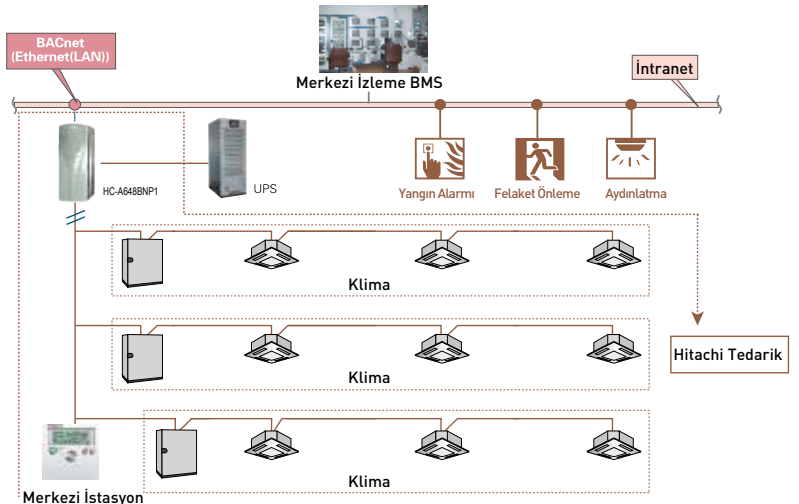 BACnet
(Ethernet(LAN))
Merkezi İzleme BMS
İntranet
HC-A648BNP1
UPS
Yangın Alarmı
Felaket Önleme
Aydınlatma
Klima
Klima
Hitachi Tedarik
Klima
Merkezi İstasyon